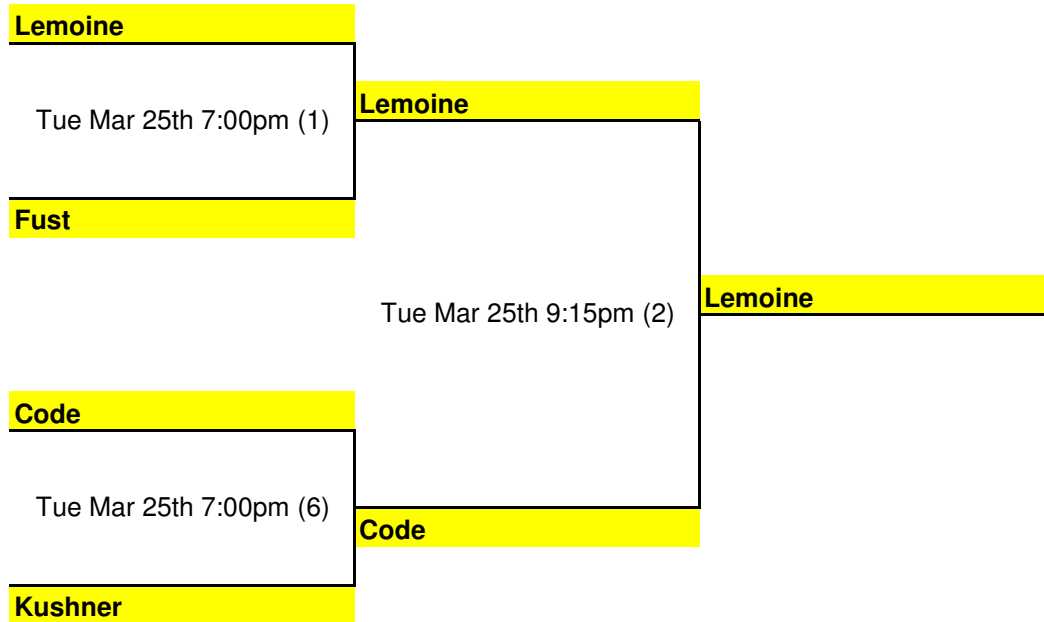 Lemoine
Tue Mar 25th 7:00pm (1)
Lemoine
Fust
Tue Mar 25th 9:15pm (2)
Lemoine
Code
Tue Mar 25th 7:00pm (6)
Code
Kushner